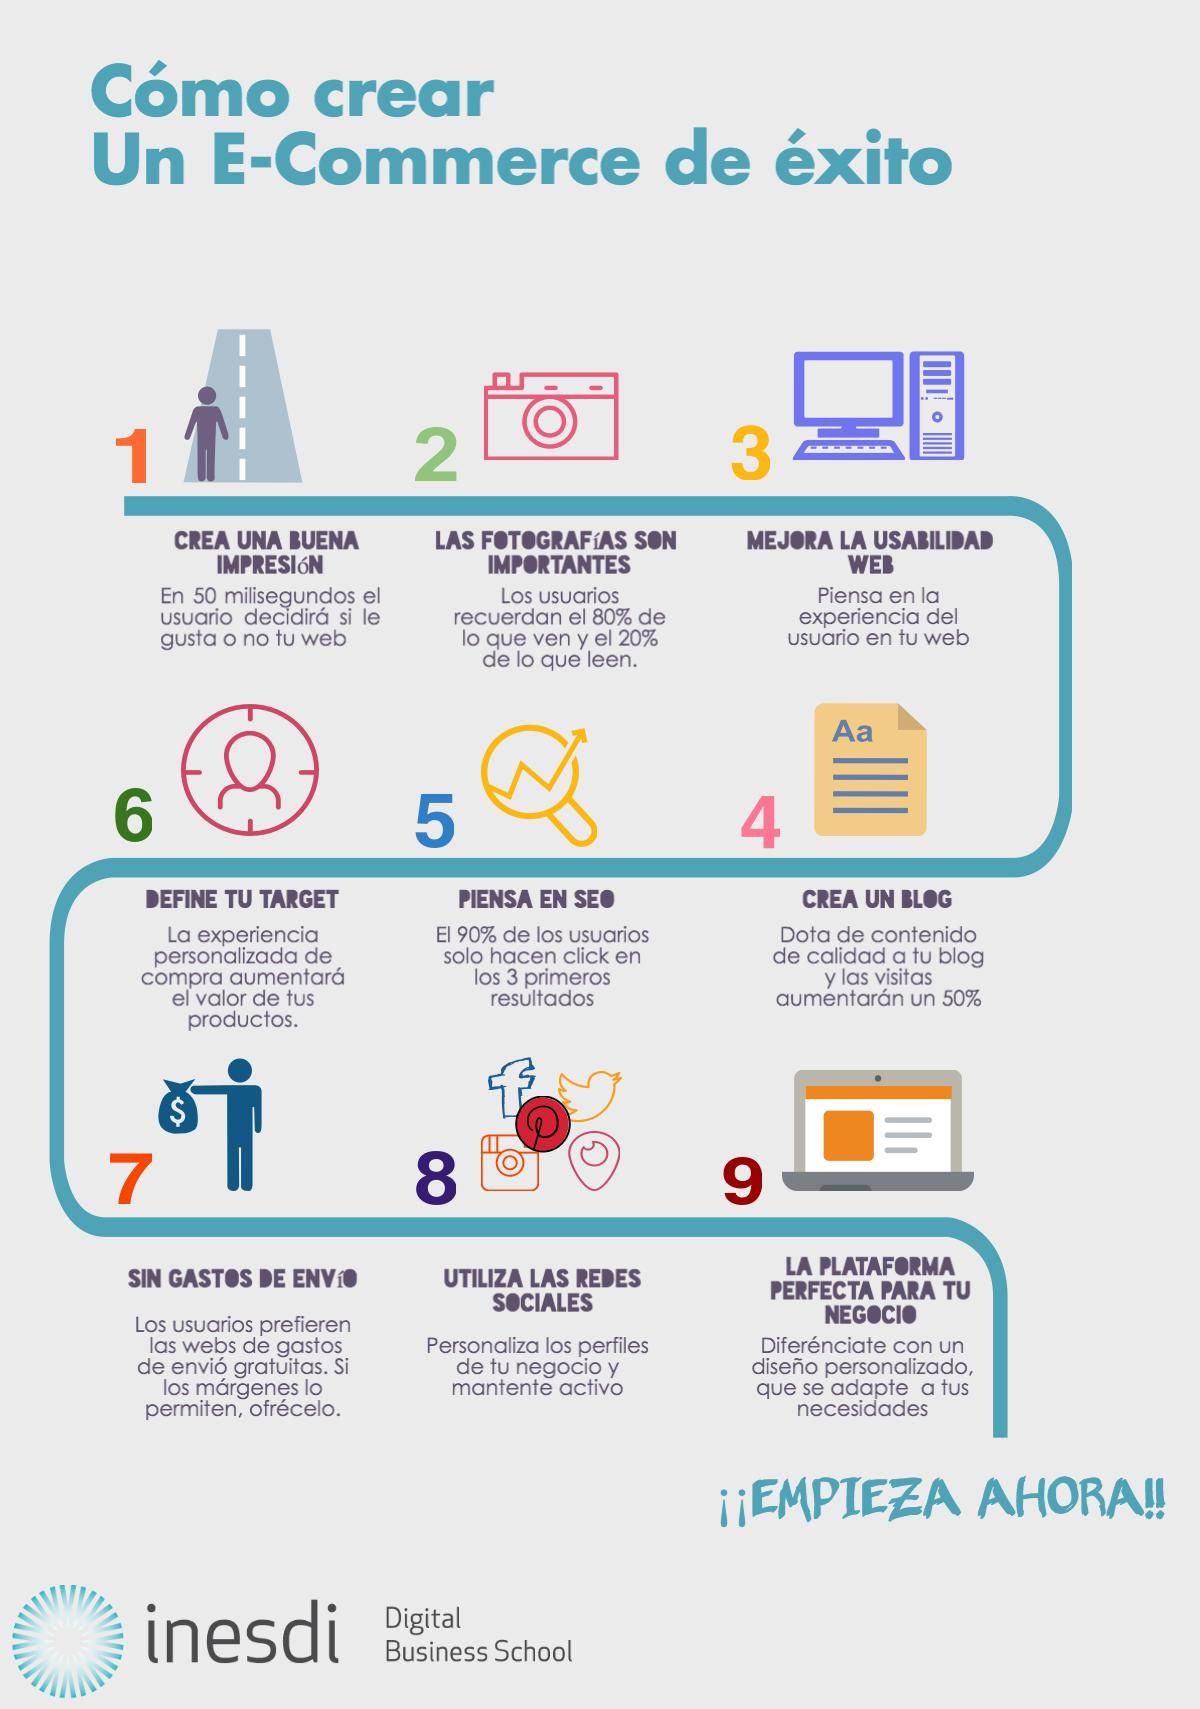 Cómo crear
Un E-Commerce de éxito
1
2
3
CREA UNA BUENA
IMPRESIóN
En 50 milisegundos el
usuario decidirá si le
gusta o no tu web
LAS FOTOGRAFíAS SON
IMPORTANTES
Los usuarios
recuerdan el 80% de
lo que ven y el 20%
de lo que leen.
MEJORA LA USABILIDAD
WEB
Piensa en la
experiencia del
usuario en tu web
Aa
4
CREA UN BLOG
Dota de contenido
de calidad a tu blog
y las visitas
aumentarán un 50%
5
PIENSA EN SEO
El 90% de los usuarios
solo hacen click en
los 3 primeros
resultados
6
DEFINE TU TARGET
La experiencia
personalizada de
compra aumentará
el valor de tus
productos.
$
7
SIN GASTOS DE ENVíO
Los usuarios prefieren
las webs de gastos
de envió gratuitas. Si
los márgenes lo
permiten, ofrécelo.
8
UTILIZA LAS REDES
SOCIALES
Personaliza los perfiles
de tu negocio y
mantente activo
9
LA PLATAFORMA
PERFECTA PARA TU
NEGOCIO
Diferénciate con un
diseño personalizado,
que se adapte a tus
necesidades
¡¡EMPIEZA AHORA!!
inesdi
Digital
Business School